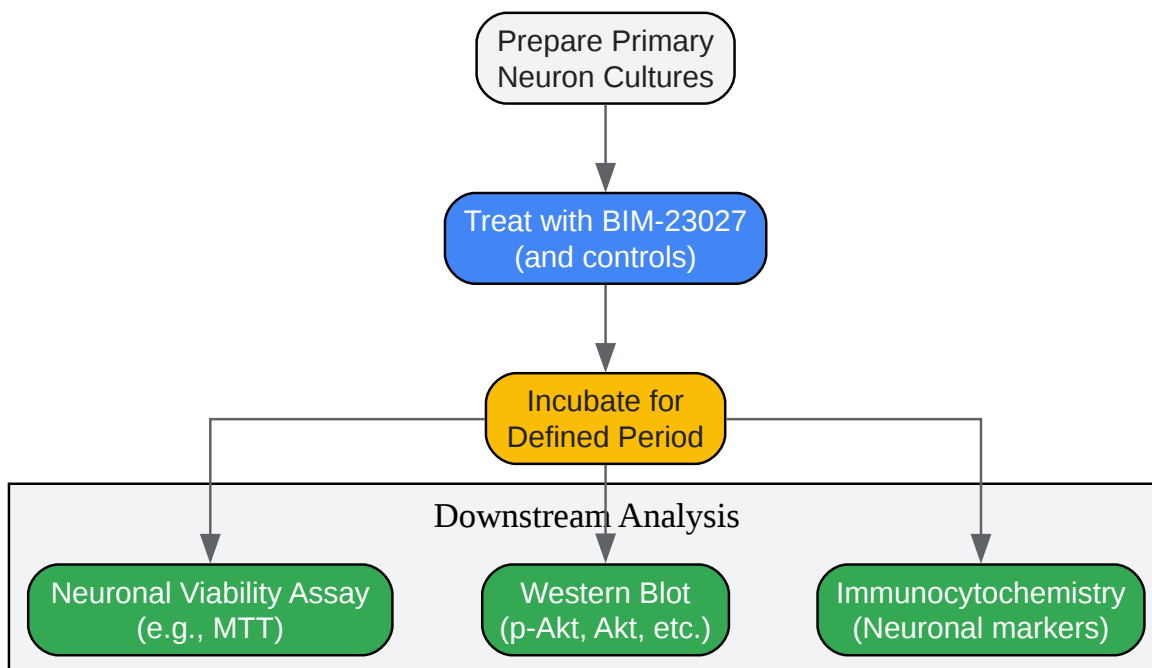 Prepare Primary
Neuron Cultures
Treat with BIM-23027
(and controls)
Incubate for
Defined Period
Downstream Analysis
Neuronal Viability Assay
(e.g., MTT)
Western Blot
(p-Akt, Akt, etc.)
Immunocytochemistry
(Neuronal markers)